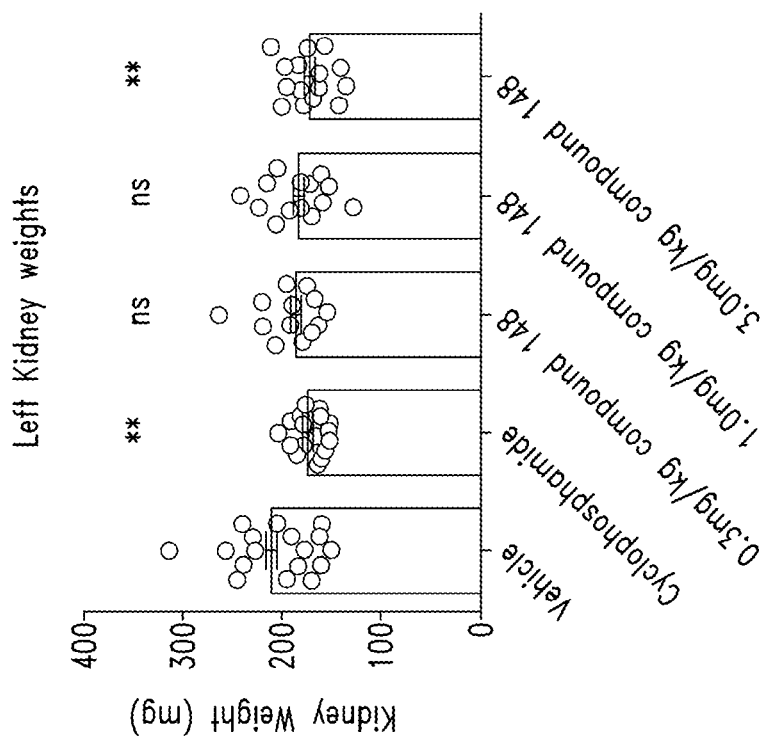 Left Kidney weights
**
ns
ns
**
Kidney Weight (mg)
400
300
200
100
0
Vehicle
Cyclophosphamide
0.3mg/kg compound 148
1.0mg/kg compound 148
3.0mg/kg compound 148